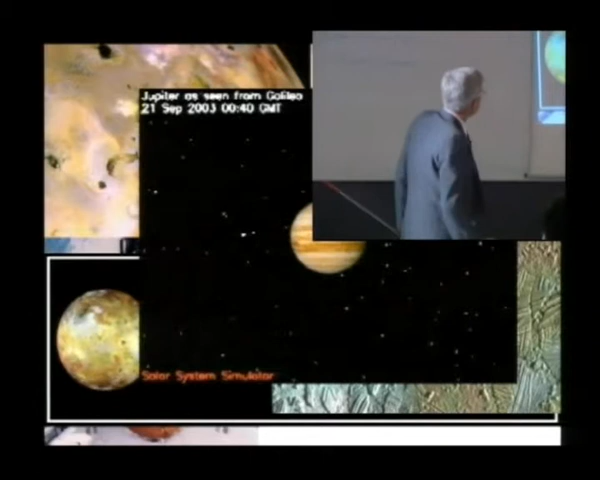 Jupiter as seen from Galileo
21 Sep 2003 00:40 GMT
Solar System Simulator